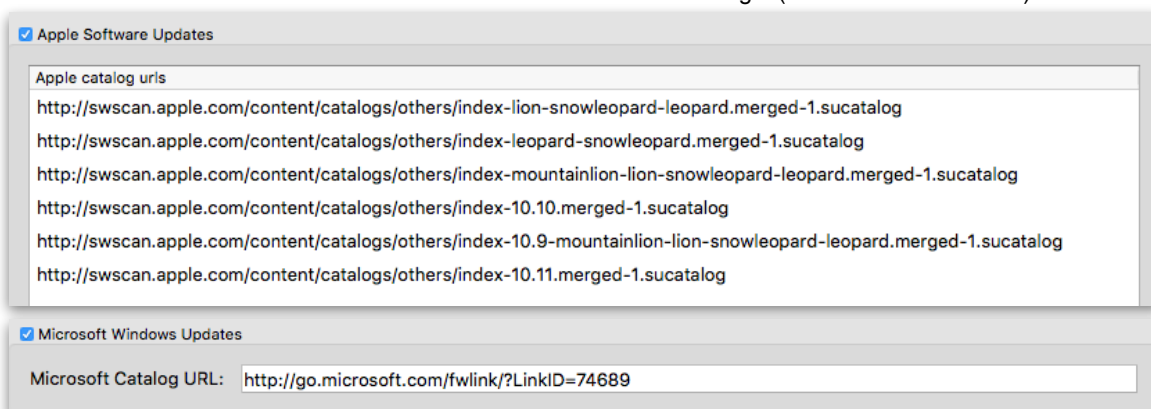 Apple Software Updates
Apple catalog urls
http://swscan.apple.com/content/catalogs/others/index-lion-snowleopard-leopard.merged-1.sucatalog
http://swscan.apple.com/content/catalogs/others/index-leopard-snowleopard.merged-1.sucatalog
http://swscan.apple.com/content/catalogs/others/index-mountainlion-lion-snowleopard-leopard.merged-1.sucatalog
http://swscan.apple.com/content/catalogs/others/index-10.10.merged-1.sucatalog
http://swscan.apple.com/content/catalogs/others/index-10.9-mountainlion-lion-snowleopard-leopard.merged-1.sucatalog
http://swscan.apple.com/content/catalogs/others/index-10.11.merged-1.sucatalog
Microsoft Windows Updates
Microsoft Catalog URL: http://go.microsoft.com/fwlink/?LinkID=74689